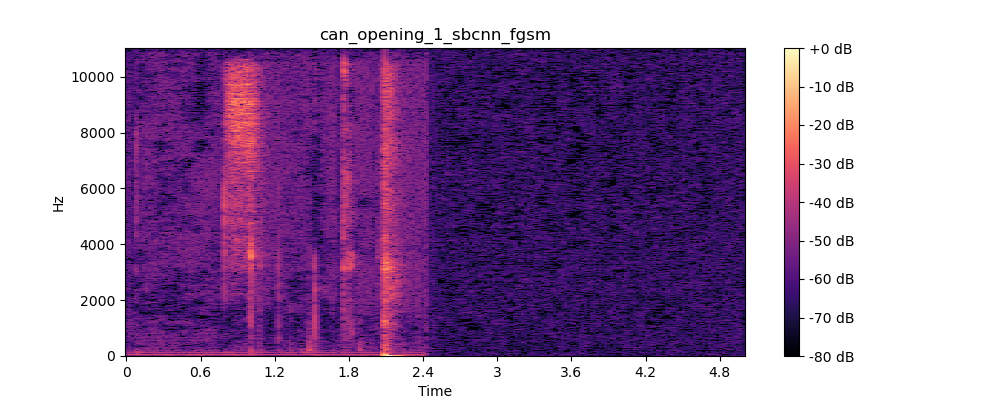 can_opening_1_sbcnn_fgsm
Hz
10000
8000
6000
4000
2000
0
0 0.6 1.2 1.8 2.4 3 3.6 4.2 4.8
Time
+0 dB
-10 dB
-20 dB
-30 dB
-40 dB
-50 dB
-60 dB
-70 dB
-80 dB